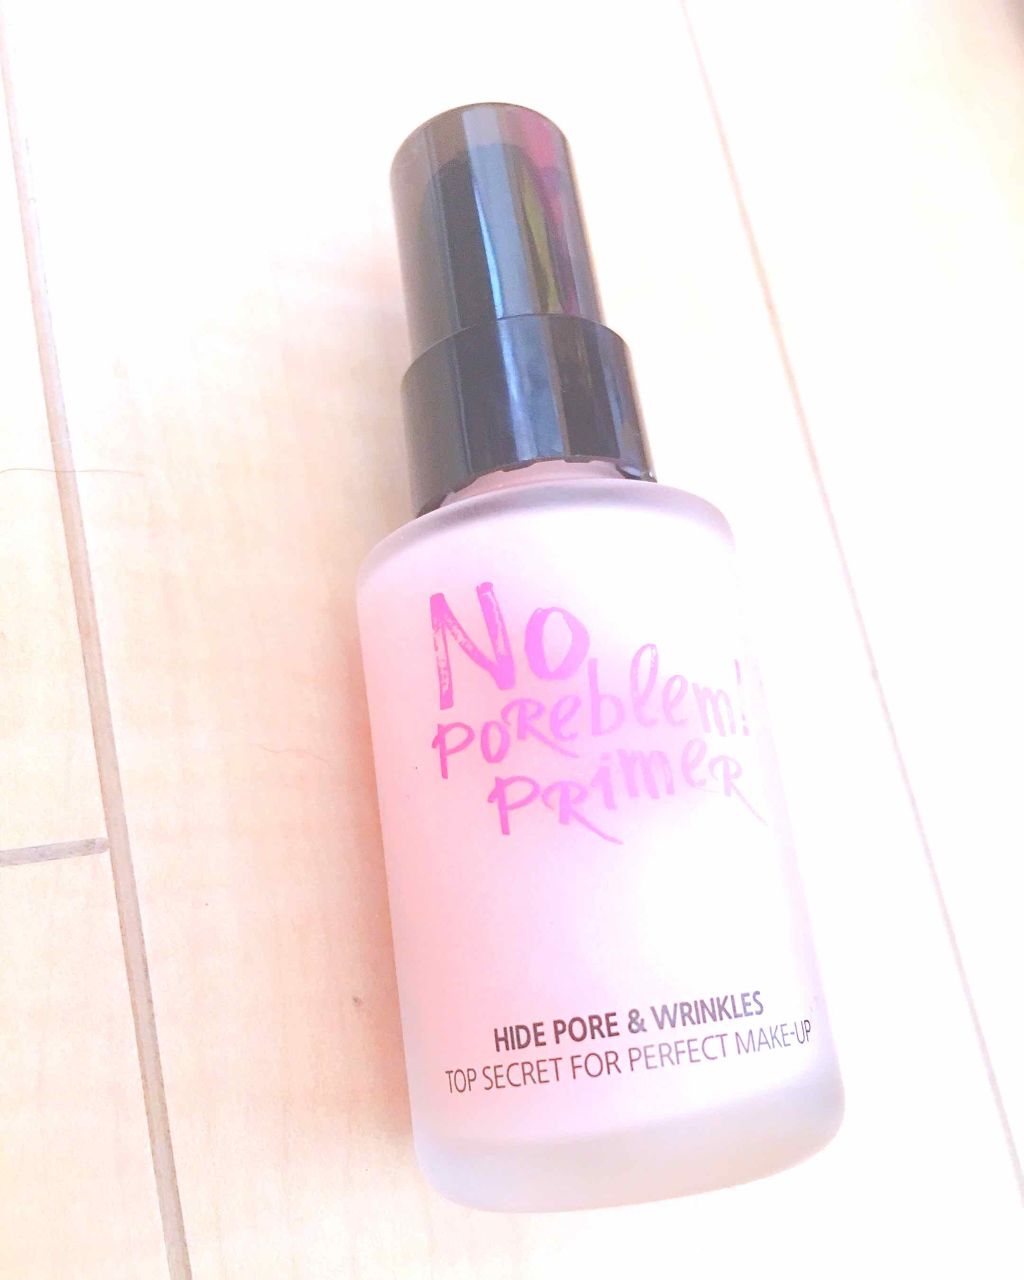 No
POReblem!
PRimeR
HIDE PORE & WRINKLES
TOP SECRET FOR PERFECT MAKE-UP